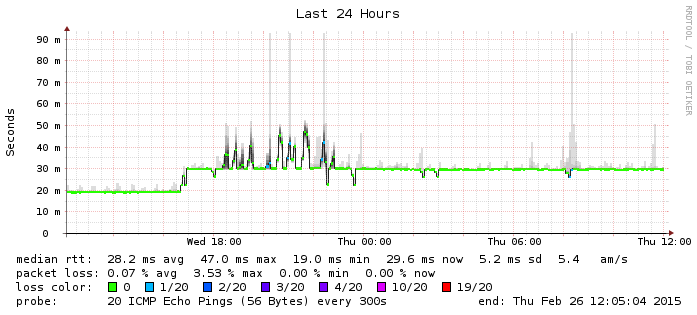 Last 24 Hours
RRDTOOL / TOBI OETIKER
Seconds
90 m
80 m
70 m
60 m
50 m
40 m
30 m
20 m
10 m
0
Wed 18:00 Thu 00:00 Thu 06:00 Thu 12:00
median rtt: 28.2 ms avg 47.0 ms max 19.0 ms min 29.6 ms now 5.2 ms sd 5.4 am/s
packet loss: 0.07 % avg 3.53 % max 0.00 % min 0.00 % now
loss color: 0 1/20 2/20 3/20 4/20 10/20 19/20
probe: 20 ICMP Echo Pings (56 Bytes) every 300s end: Thu Feb 26 12:05:04 2015